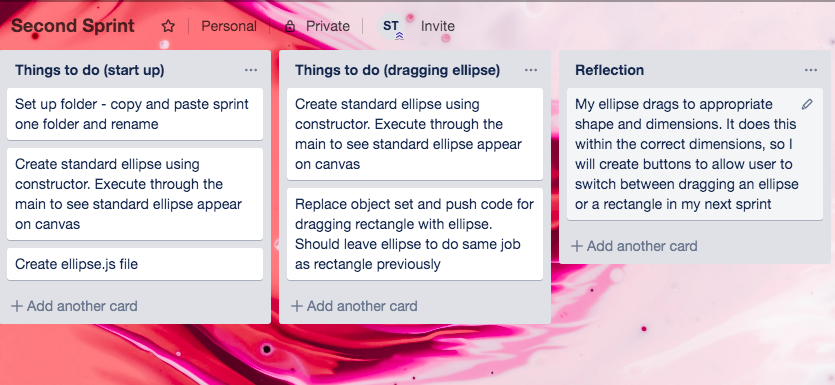 Second Sprint
Personal
Private
ST
Invite
Things to do (start up)
Set up folder - copy and paste sprint
one folder and rename
Create standard ellipse using
constructor. Execute through the
main to see standard ellipse appear
on canvas
Create ellipse.js file
+ Add another card
Things to do (dragging ellipse)
Create standard ellipse using
constructor. Execute through the
main to see standard ellipse appear
on canvas
Replace object set and push code for
dragging rectangle with ellipse.
Should leave ellipse to do same job
as rectangle previously
+ Add another card
Reflection
My ellipse drags to appropriate
shape and dimensions. It does this
within the correct dimensions, so I
will create buttons to allow user to
switch between dragging an ellipse
or a rectangle in my next sprint
+ Add another card